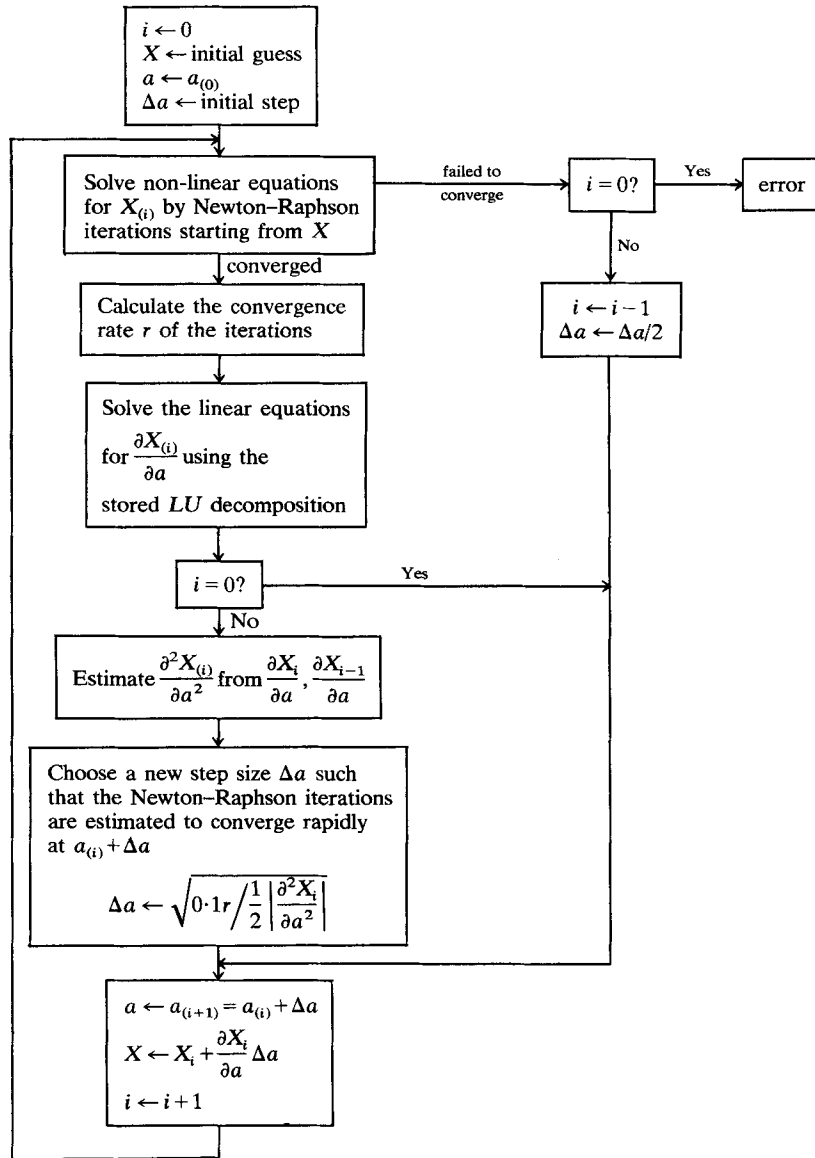 i ← 0
X ← initial guess
a ← a₍₀₎
Δa ← initial step
Solve non-linear equations
for X₍ᵢ₎ by Newton–Raphson
iterations starting from X
failed to
converge
i = 0?
Yes
error
No
i ← i − 1
Δa ← Δa/2
converged
Calculate the convergence
rate r of the iterations
Solve the linear equations
for ∂X₍ᵢ₎/∂a using the
stored LU decomposition
i = 0?
Yes
No
Estimate ∂²X₍ᵢ₎/∂a² from ∂Xᵢ/∂a, ∂Xᵢ₋₁/∂a
Choose a new step size Δa such
that the Newton–Raphson iterations
are estimated to converge rapidly
at a₍ᵢ₎ + Δa
Δa ← √(0·1r / ½ |∂²Xᵢ/∂a²|)
a ← a₍ᵢ₊₁₎ = a₍ᵢ₎ + Δa
X ← Xᵢ + ∂Xᵢ/∂a Δa
i ← i + 1